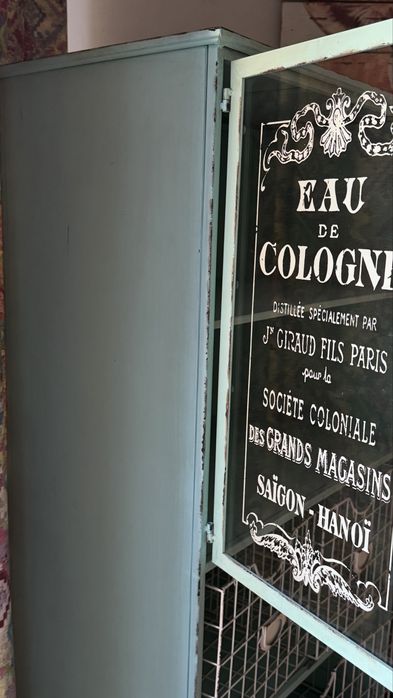 EAU
DE
COLOGNE
DISTILLÉE SPÉCIALEMENT PAR
JN GIRAUD FILS PARIS
pour la
SOCIÉTÉ COLONIALE
DES GRANDS MAGASINS
SAÏGON - HANOÏ